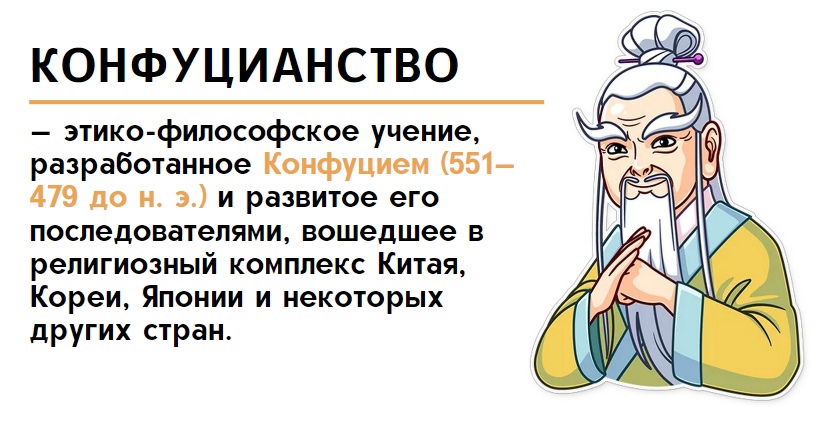 КОНФУЦИАНСТВО
– этико-философское учение,
разработанное Конфуцием (551–
479 до н. э.) и развитое его
последователями, вошедшее в
религиозный комплекс Китая,
Кореи, Японии и некоторых
других стран.